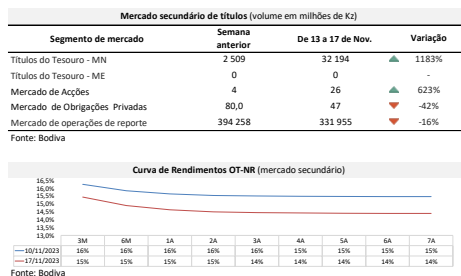 Mercado secundário de títulos (volume em milhões de Kz)
Segmento de mercado Semana anterior De 13 a 17 de Nov. Variação
Títulos do Tesouro - MN 2 509 32 194 1183%
Títulos do Tesouro - ME 0 0 -
Mercado de Acções 4 26 623%
Mercado de Obrigações Privadas 80,0 47 -42%
Mercado de operações de reporte 394 258 331 955 -16%
Fonte: Bodiva
Curva de Rendimentos OT-NR (mercado secundário)
16,5%
16,0%
15,5%
15,0%
14,5%
14,0%
13,5%
13,0%
3M 6M 1A 2A 3A 4A 5A 6A 7A
10/11/2023 16% 16% 16% 16% 16% 15% 15% 15% 15%
17/11/2023 15% 15% 15% 15% 14% 14% 14% 14% 14%
Fonte: Bodiva